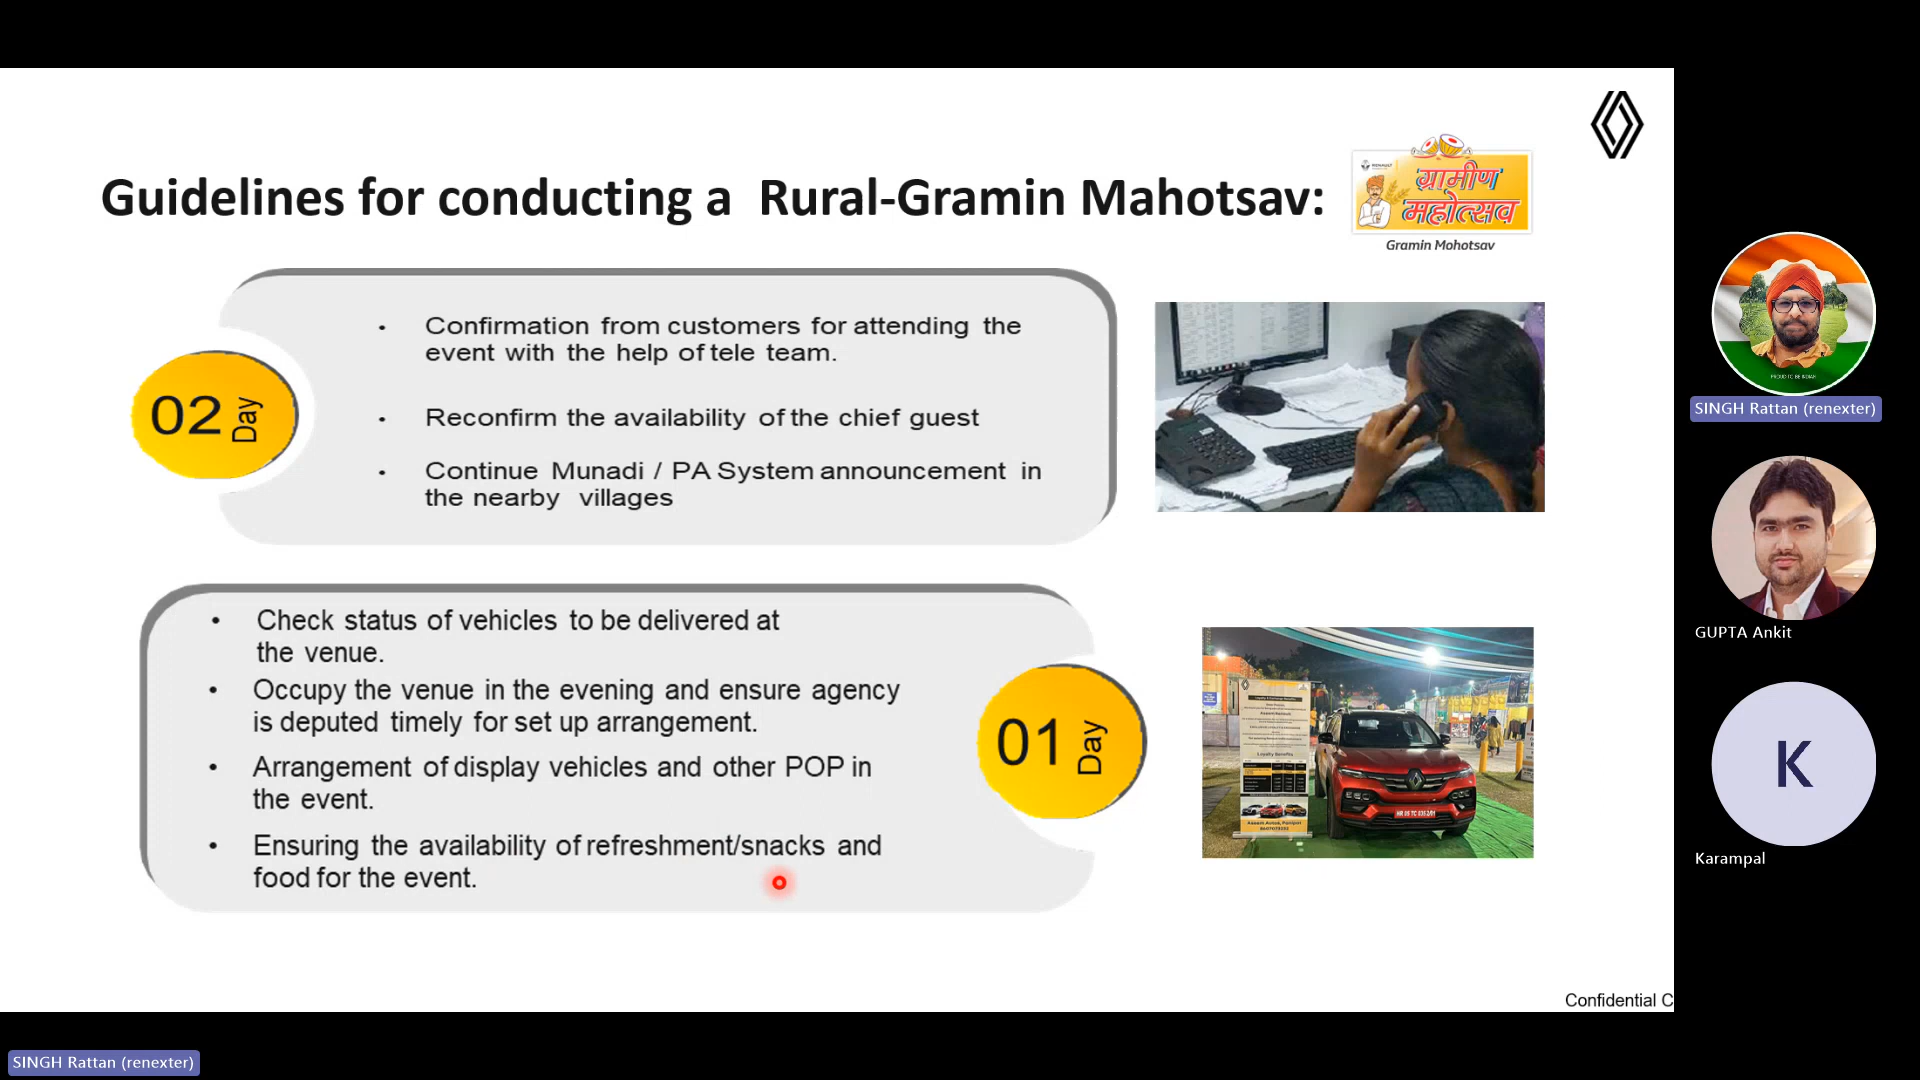 Guidelines for conducting a Rural-Gramin Mahotsav:
RENAULT
ग्रामीण
महोत्सव
Gramin Mohotsav
02 Day
• Confirmation from customers for attending the
event with the help of tele team.
• Reconfirm the availability of the chief guest
• Continue Munadi / PA System announcement in
the nearby villages
• Check status of vehicles to be delivered at
the venue.
• Occupy the venue in the evening and ensure agency
is deputed timely for set up arrangement.
• Arrangement of display vehicles and other POP in
the event.
• Ensuring the availability of refreshment/snacks and
food for the event.
01 Day
Confidential C
PROUD TO BE INDIAN
SINGH Rattan (renexter)
GUPTA Ankit
K
Karampal
SINGH Rattan (renexter)